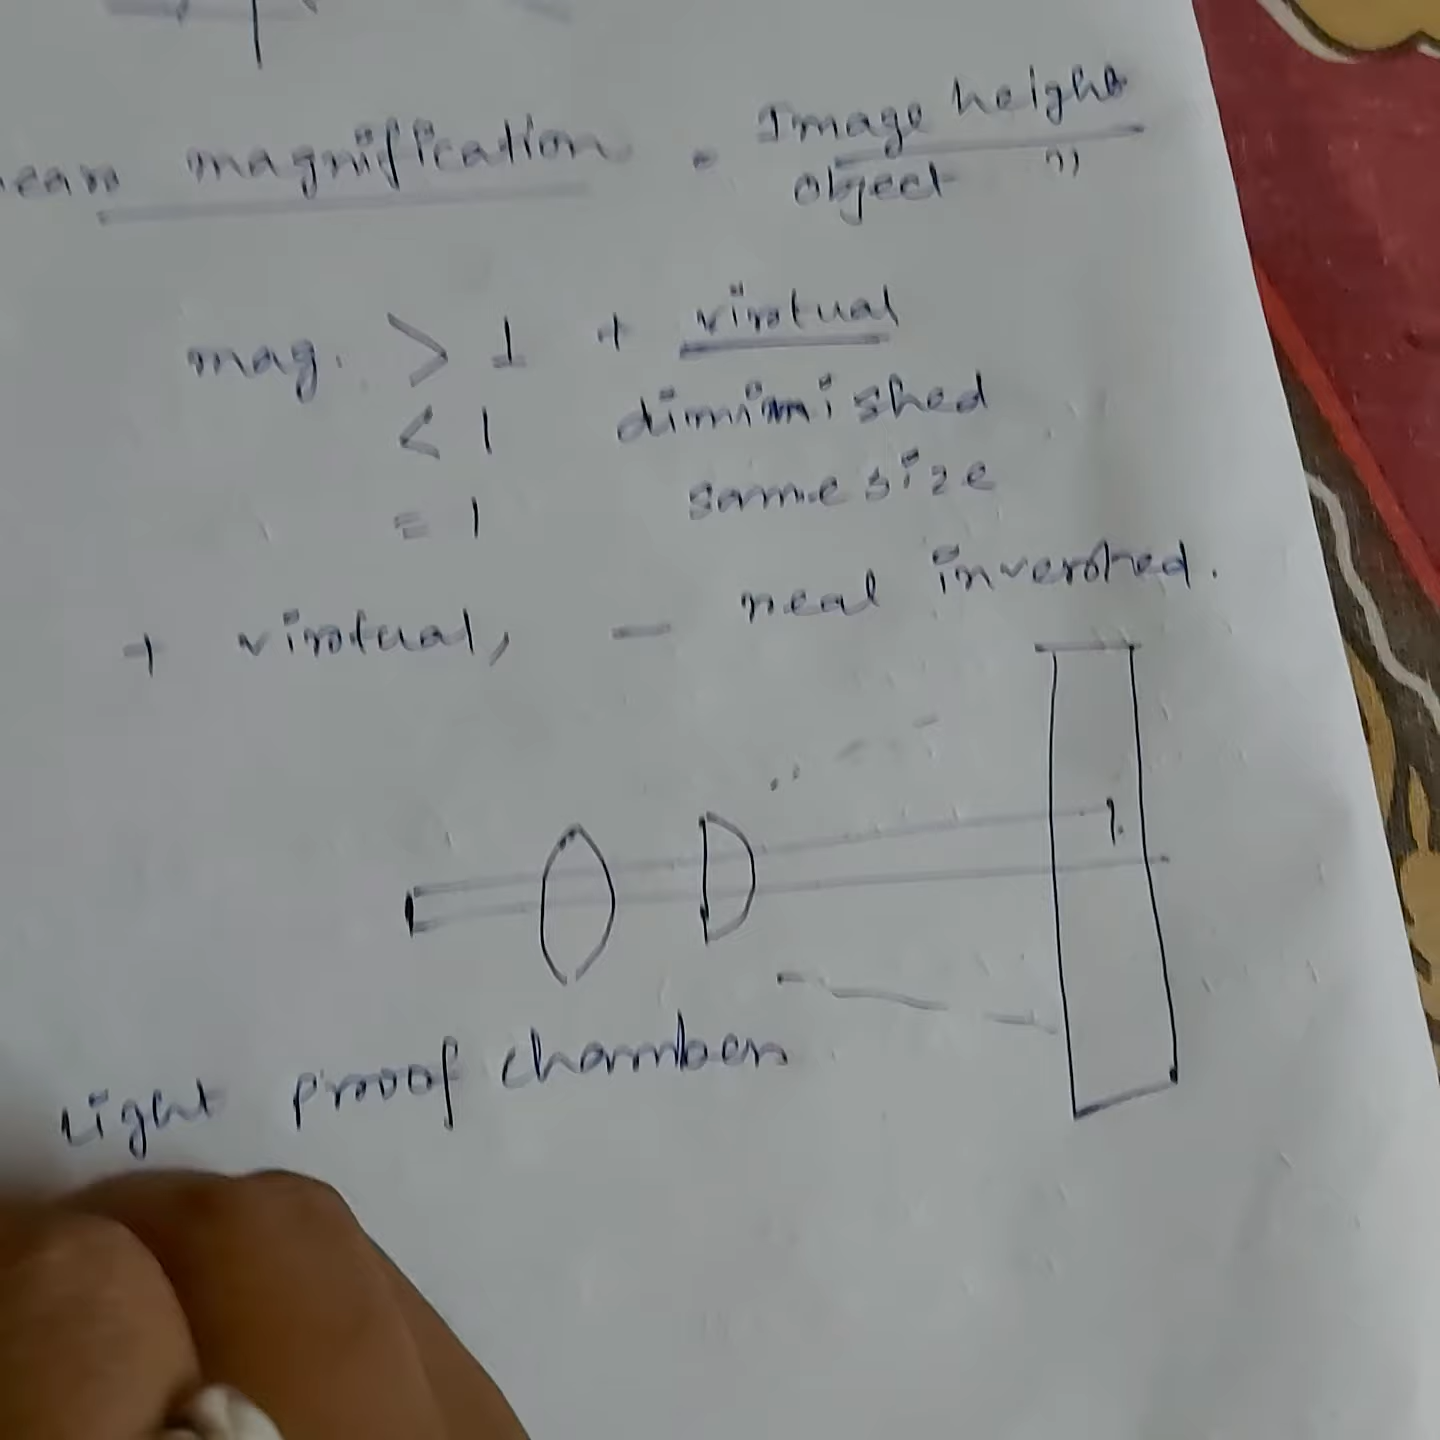 magnification = Image height
object "
mag. > 1 + virtual
< 1 diminished
= 1 same size
+ virtual, - real inverted.
Light proof chamber